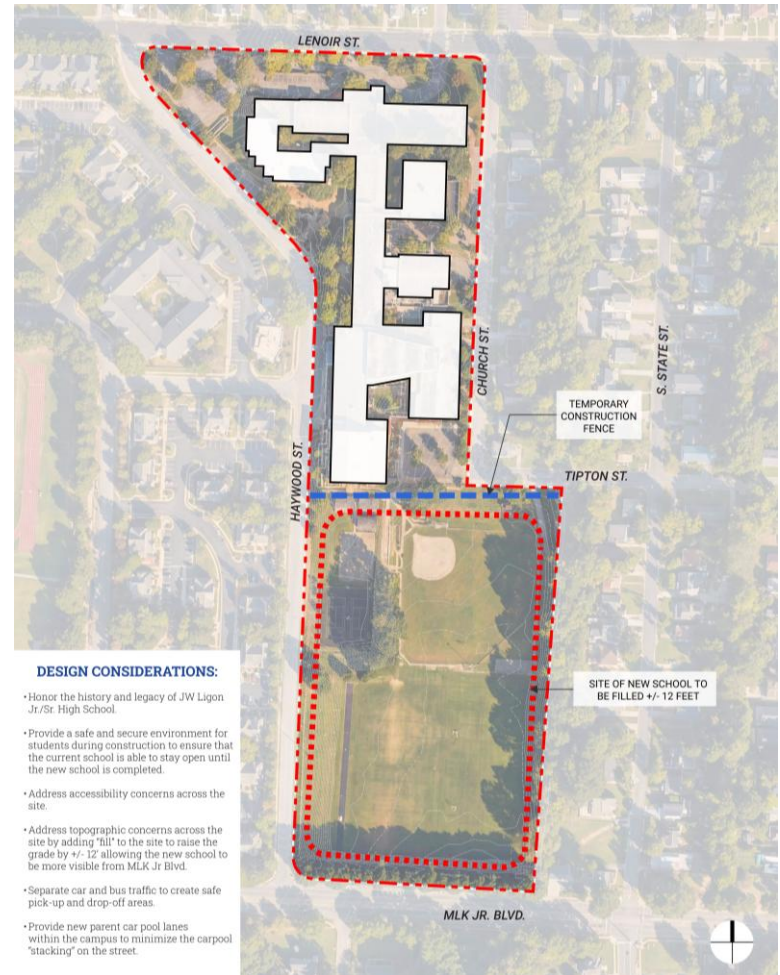 LENOIR ST.
CHURCH ST.
S. STATE ST.
HAYWOOD ST.
TEMPORARY
CONSTRUCTION
FENCE
TIPTON ST.
SITE OF NEW SCHOOL TO
BE FILLED +/- 12 FEET
MLK JR. BLVD.
DESIGN CONSIDERATIONS:
• Honor the history and legacy of JW Ligon
Jr./Sr. High School.
• Provide a safe and secure environment for
students during construction to ensure that
the current school is able to stay open until
the new school is completed.
• Address accessibility concerns across the
site.
• Address topographic concerns across the
site by adding "fill" to the site to raise the
grade by +/- 12' allowing the new school to
be more visible from MLK Jr Blvd.
• Separate car and bus traffic to create safe
pick-up and drop-off areas.
• Provide new parent car pool lanes
within the campus to minimize the carpool
"stacking" on the street.